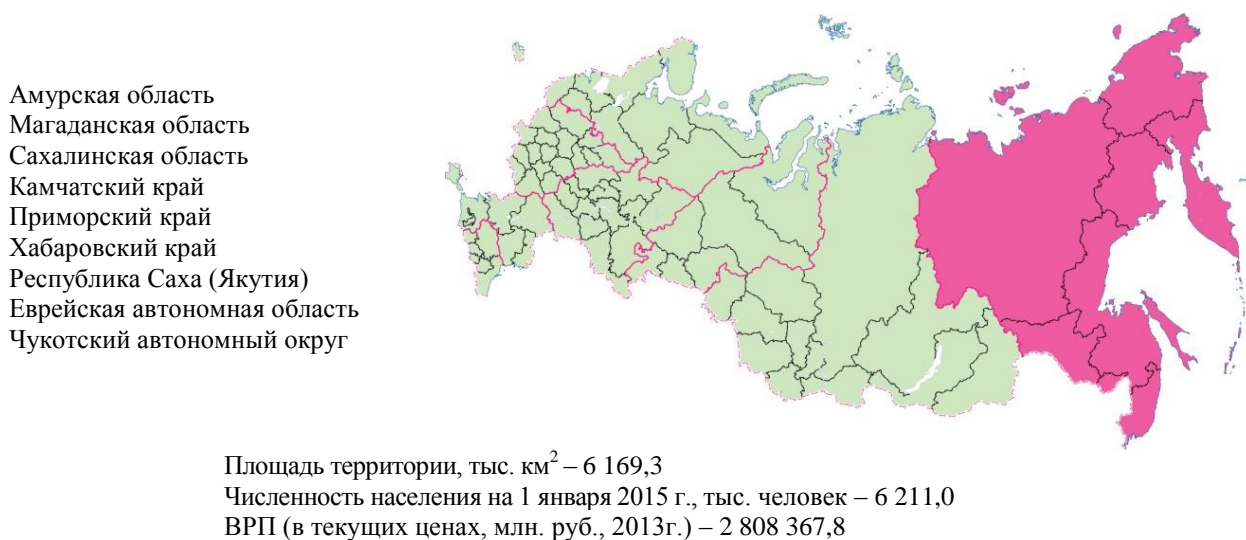 Амурская область
Магаданская область
Сахалинская область
Камчатский край
Приморский край
Хабаровский край
Республика Саха (Якутия)
Еврейская автономная область
Чукотский автономный округ
Площадь территории, тыс. км² – 6 169,3
Численность населения на 1 января 2015 г., тыс. человек – 6 211,0
ВРП (в текущих ценах, млн. руб., 2013г.) – 2 808 367,8